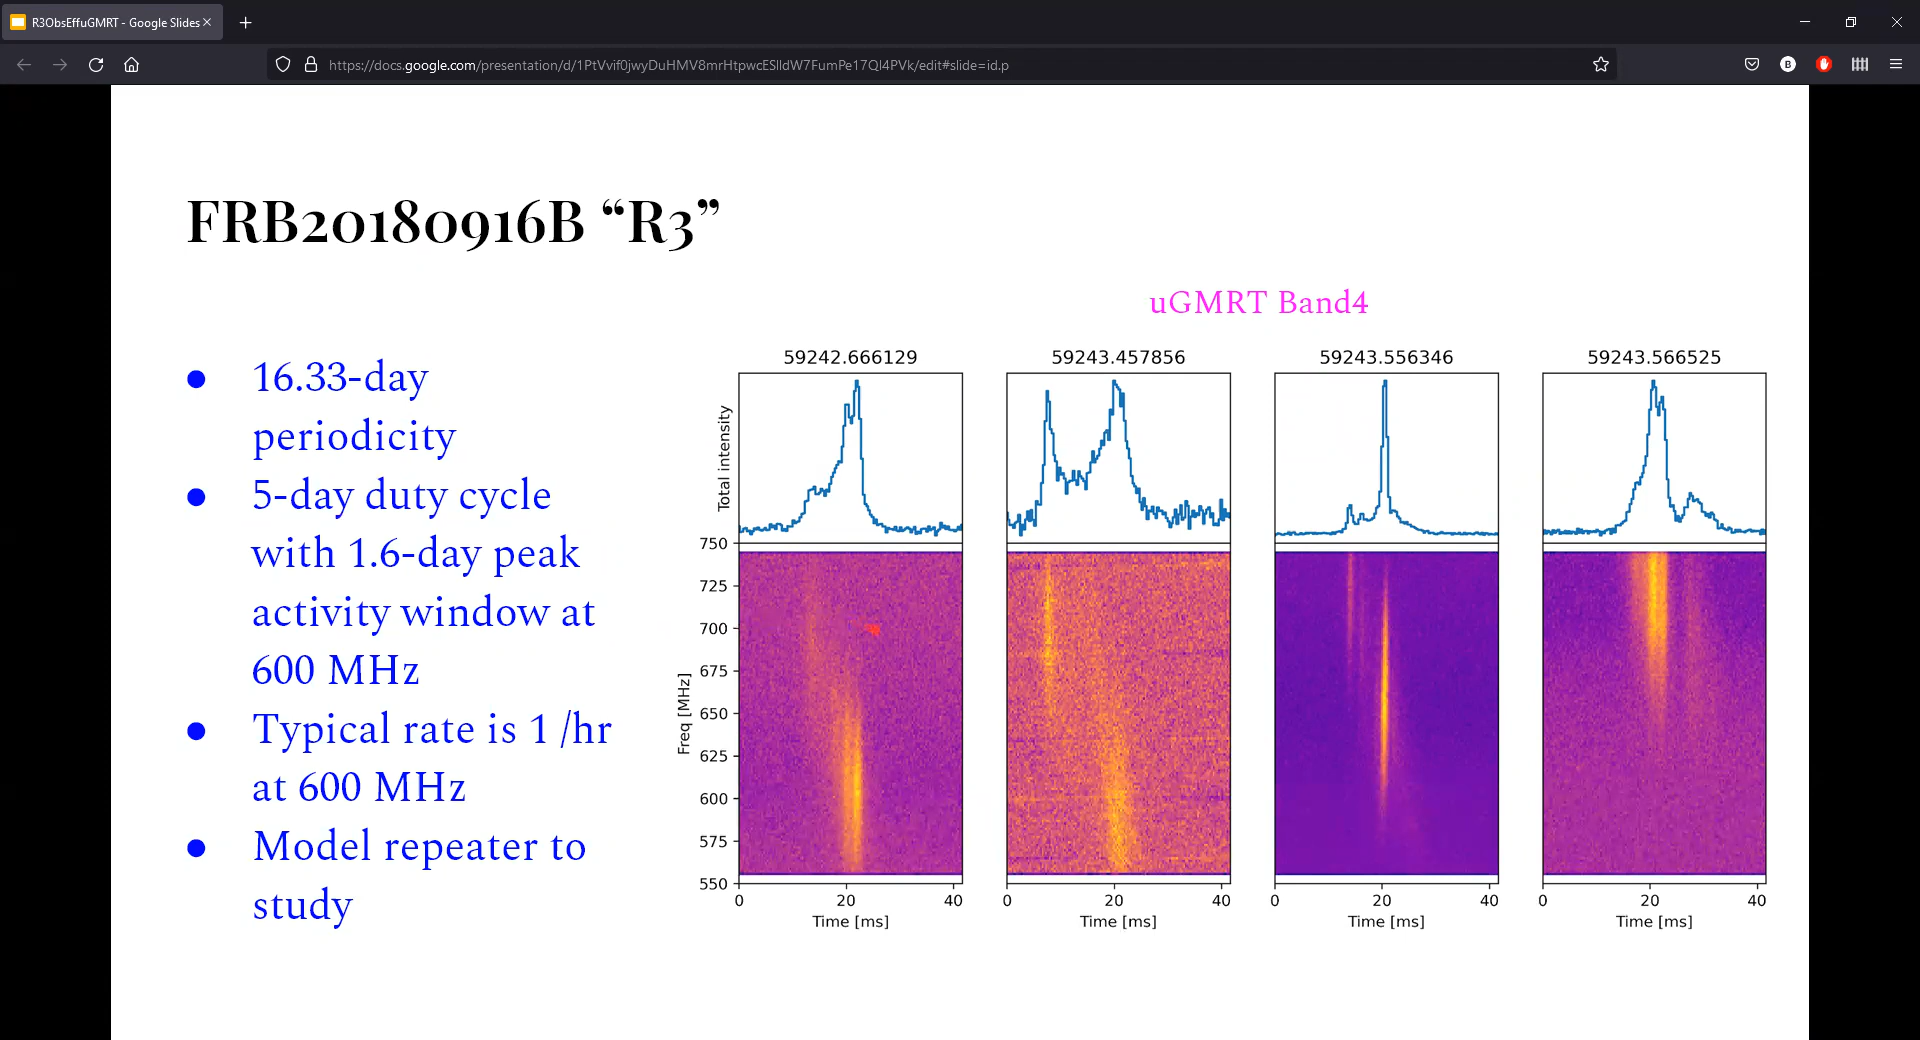 R3ObsEffuGMRT - Google Slides
https://docs.google.com/presentation/d/1PtVvif0jwyDuHMV8mrHtpwcESlldW7FumPe17Ql4PVk/edit#slide=id.p
B
FRB20180916B “R3”
16.33-day
periodicity
5-day duty cycle
with 1.6-day peak
activity window at
600 MHz
Typical rate is 1 /hr
at 600 MHz
Model repeater to
study
uGMRT Band4
59242.666129 59243.457856 59243.556346 59243.566525
Total intensity
Freq [MHz]
750
725
700
675
650
625
600
575
550
0 20 40 0 20 40 0 20 40 0 20 40
Time [ms] Time [ms] Time [ms] Time [ms]